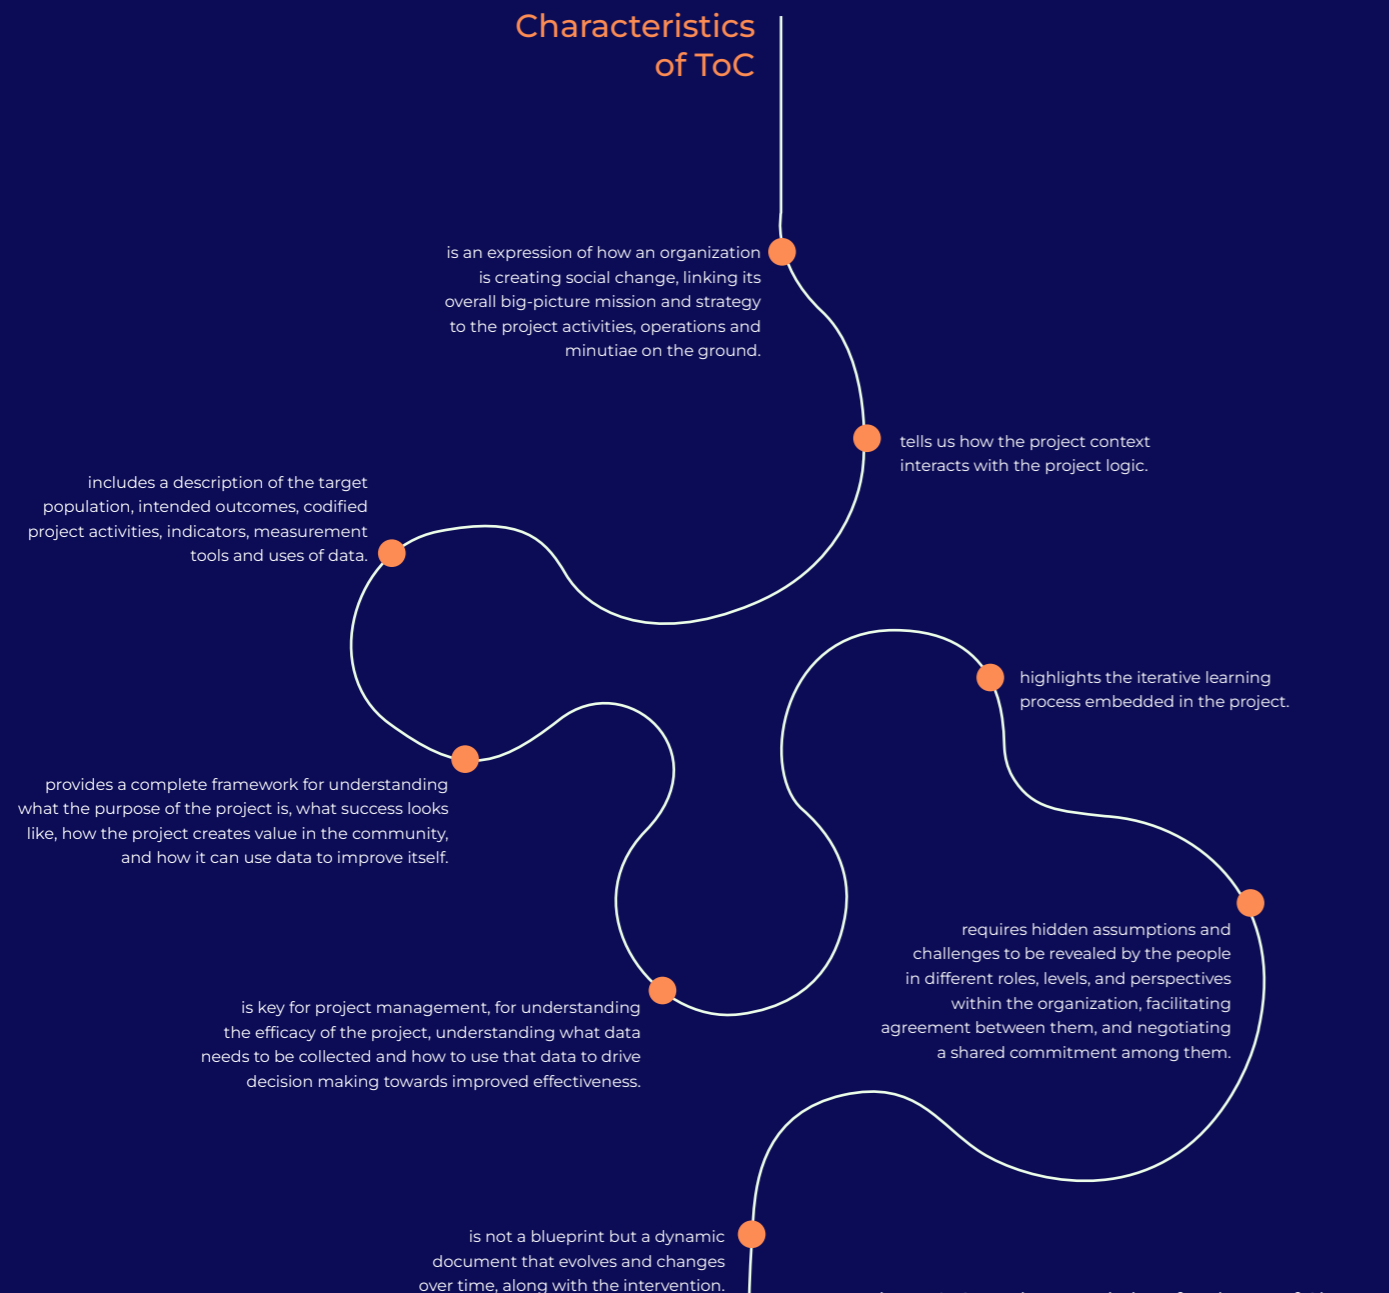 Characteristics
of ToC
is an expression of how an organization
is creating social change, linking its
overall big-picture mission and strategy
to the project activities, operations and
minutiae on the ground.
tells us how the project context
interacts with the project logic.
includes a description of the target
population, intended outcomes, codified
project activities, indicators, measurement
tools and uses of data.
provides a complete framework for understanding
what the purpose of the project is, what success looks
like, how the project creates value in the community,
and how it can use data to improve itself.
is key for project management, for understanding
the efficacy of the project, understanding what data
needs to be collected and how to use that data to drive
decision making towards improved effectiveness.
highlights the iterative learning
process embedded in the project.
requires hidden assumptions and
challenges to be revealed by the people
in different roles, levels, and perspectives
within the organization, facilitating
agreement between them, and negotiating
a shared commitment among them.
is not a blueprint but a dynamic
document that evolves and changes
over time, along with the intervention.